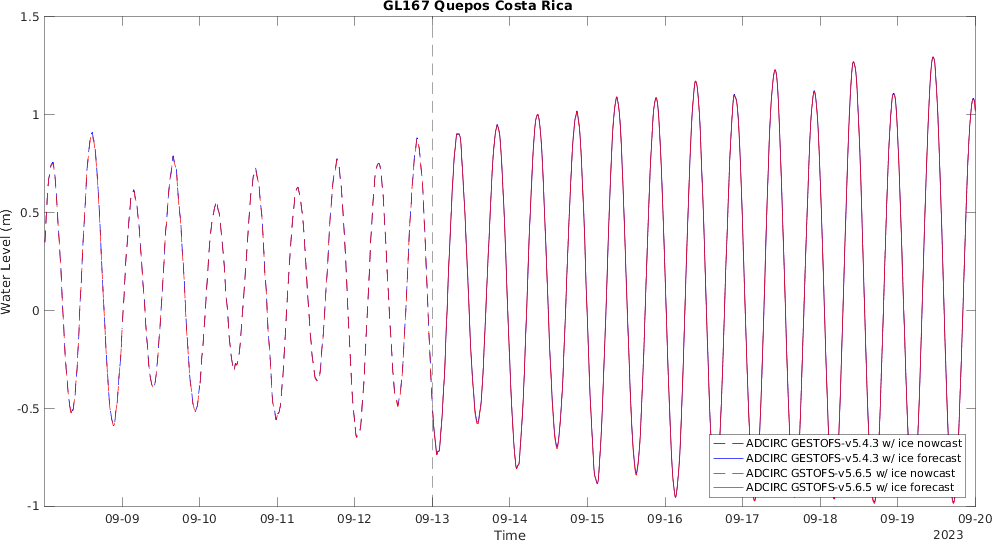 GL167 Quepos Costa Rica
1.5
1
0.5
0
-0.5
-1
Water Level (m)
ADCIRC GESTOFS-v5.4.3 w/ ice nowcast
ADCIRC GESTOFS-v5.4.3 w/ ice forecast
ADCIRC GSTOFS-v5.6.5 w/ ice nowcast
ADCIRC GSTOFS-v5.6.5 w/ ice forecast
09-09 09-10 09-11 09-12 09-13 09-14 09-15 09-16 09-17 09-18 09-19 09-20
Time
2023